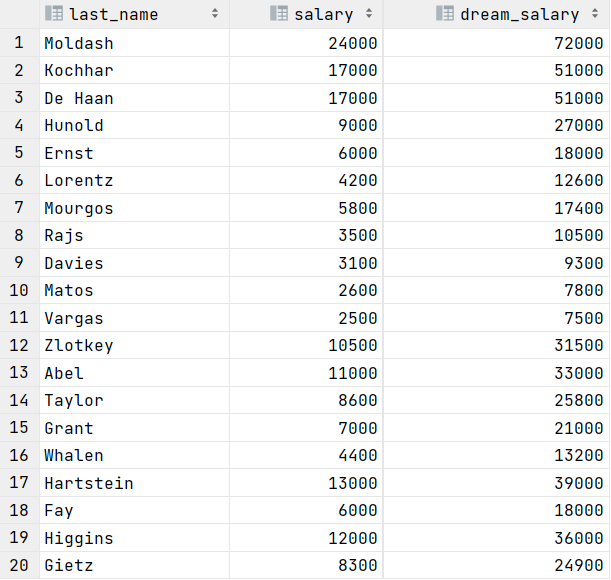 last_name salary dream_salary
1 Moldash 24000 72000
2 Kochhar 17000 51000
3 De Haan 17000 51000
4 Hunold 9000 27000
5 Ernst 6000 18000
6 Lorentz 4200 12600
7 Mourgos 5800 17400
8 Rajs 3500 10500
9 Davies 3100 9300
10 Matos 2600 7800
11 Vargas 2500 7500
12 Zlotkey 10500 31500
13 Abel 11000 33000
14 Taylor 8600 25800
15 Grant 7000 21000
16 Whalen 4400 13200
17 Hartstein 13000 39000
18 Fay 6000 18000
19 Higgins 12000 36000
20 Gietz 8300 24900